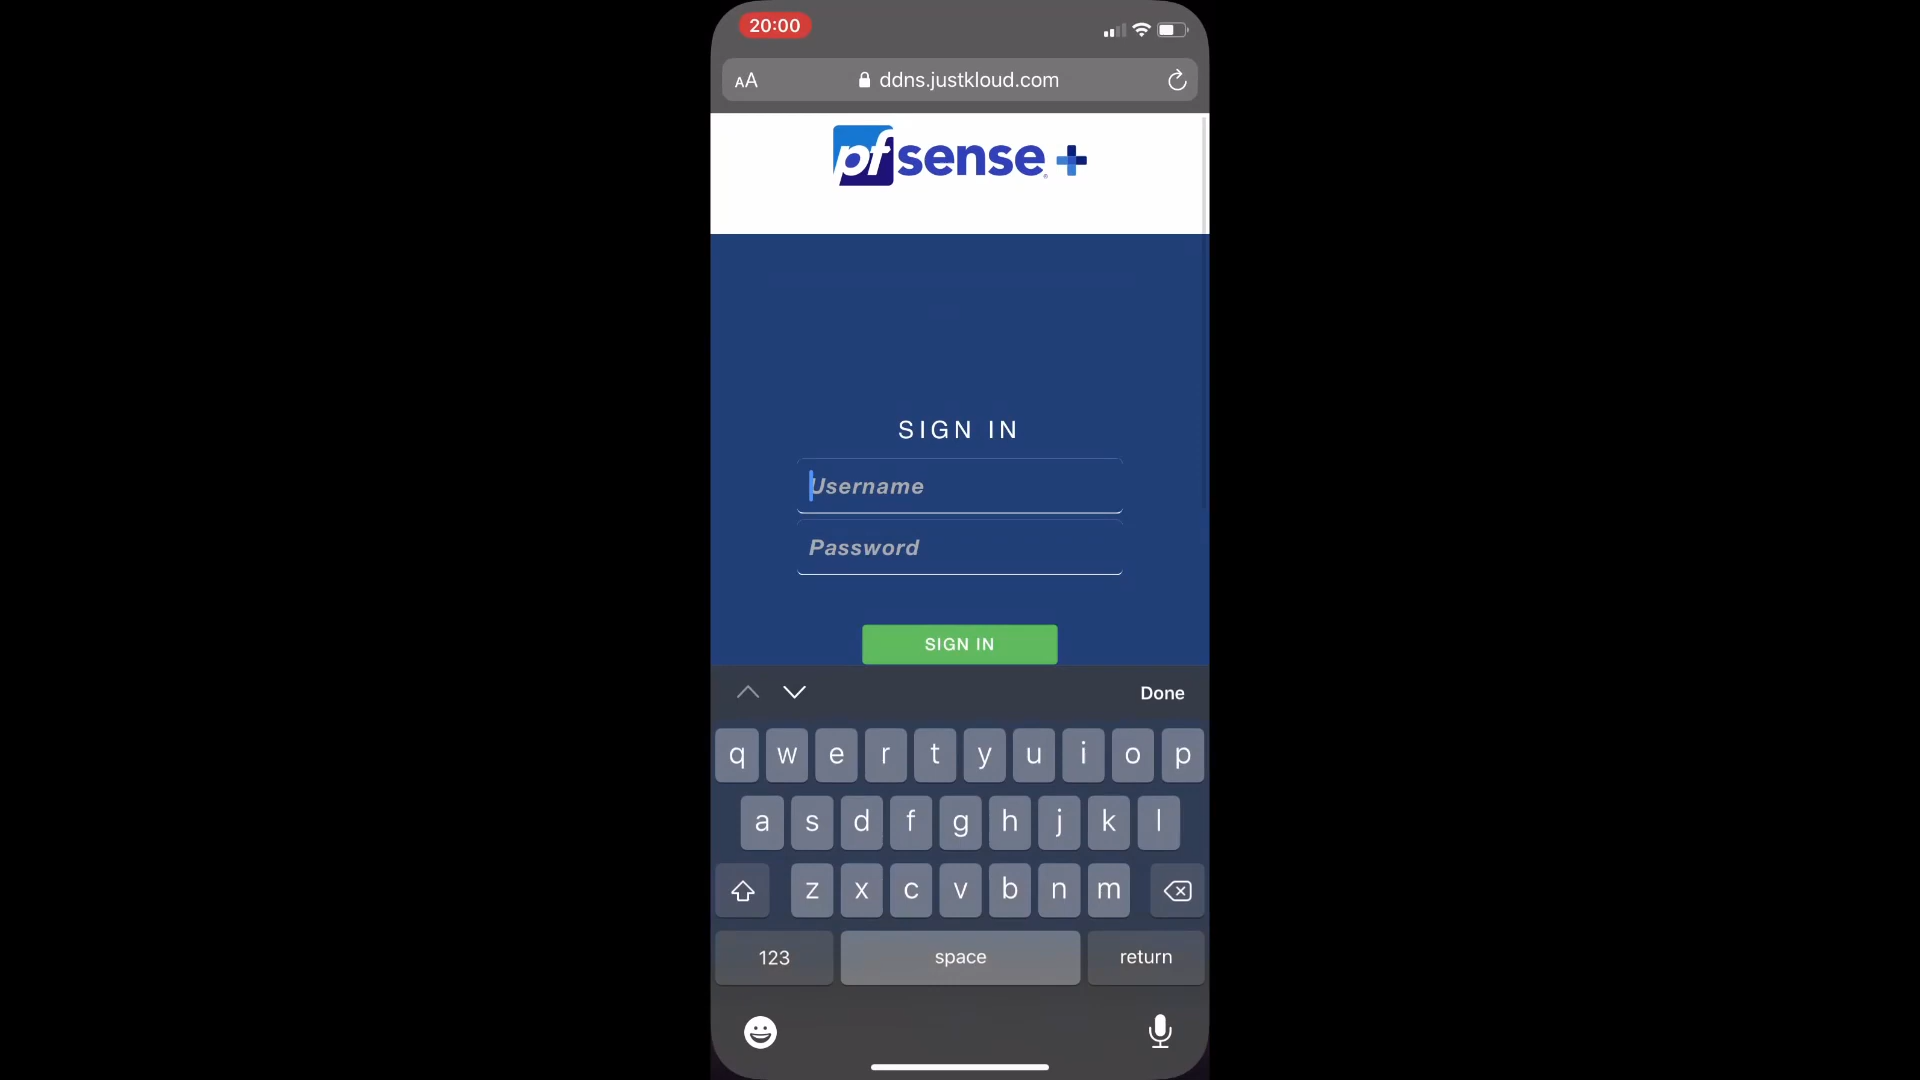 20:00
AA ddns.justkloud.com
pfsense+
SIGN IN
Username
Password
SIGN IN
Done
q w e r t y u i o p
a s d f g h j k l
z x c v b n m
123 space return